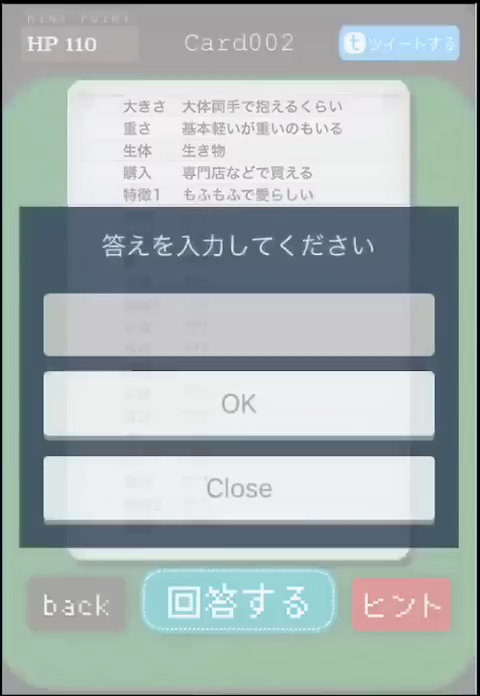 HINT POINT
HP 110
Card002
ツイートする
大きさ 大体両手で抱えるくらい
重さ 基本軽いが重いのもいる
生体 生き物
購入 専門店などで買える
特徴1 もふもふで愛らしい
答えを入力してください
OK
Close
back
回答する
ヒント